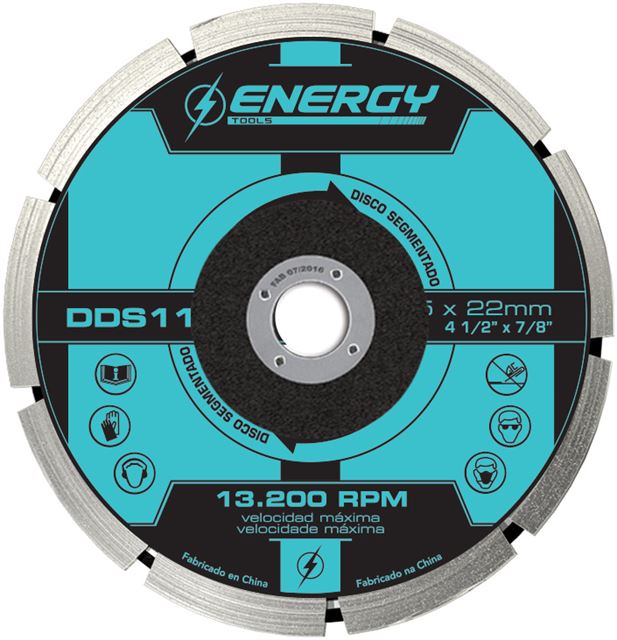 ENERGY
TOOLS
DISCO SEGMENTADO
FAB 07/2016
DDS11
5 x 22mm
4 1/2" x 7/8"
DISCO SEGMENTADO
13.200 RPM
velocidad máxima
velocidade máxima
Fabricado en China
Fabricado na China